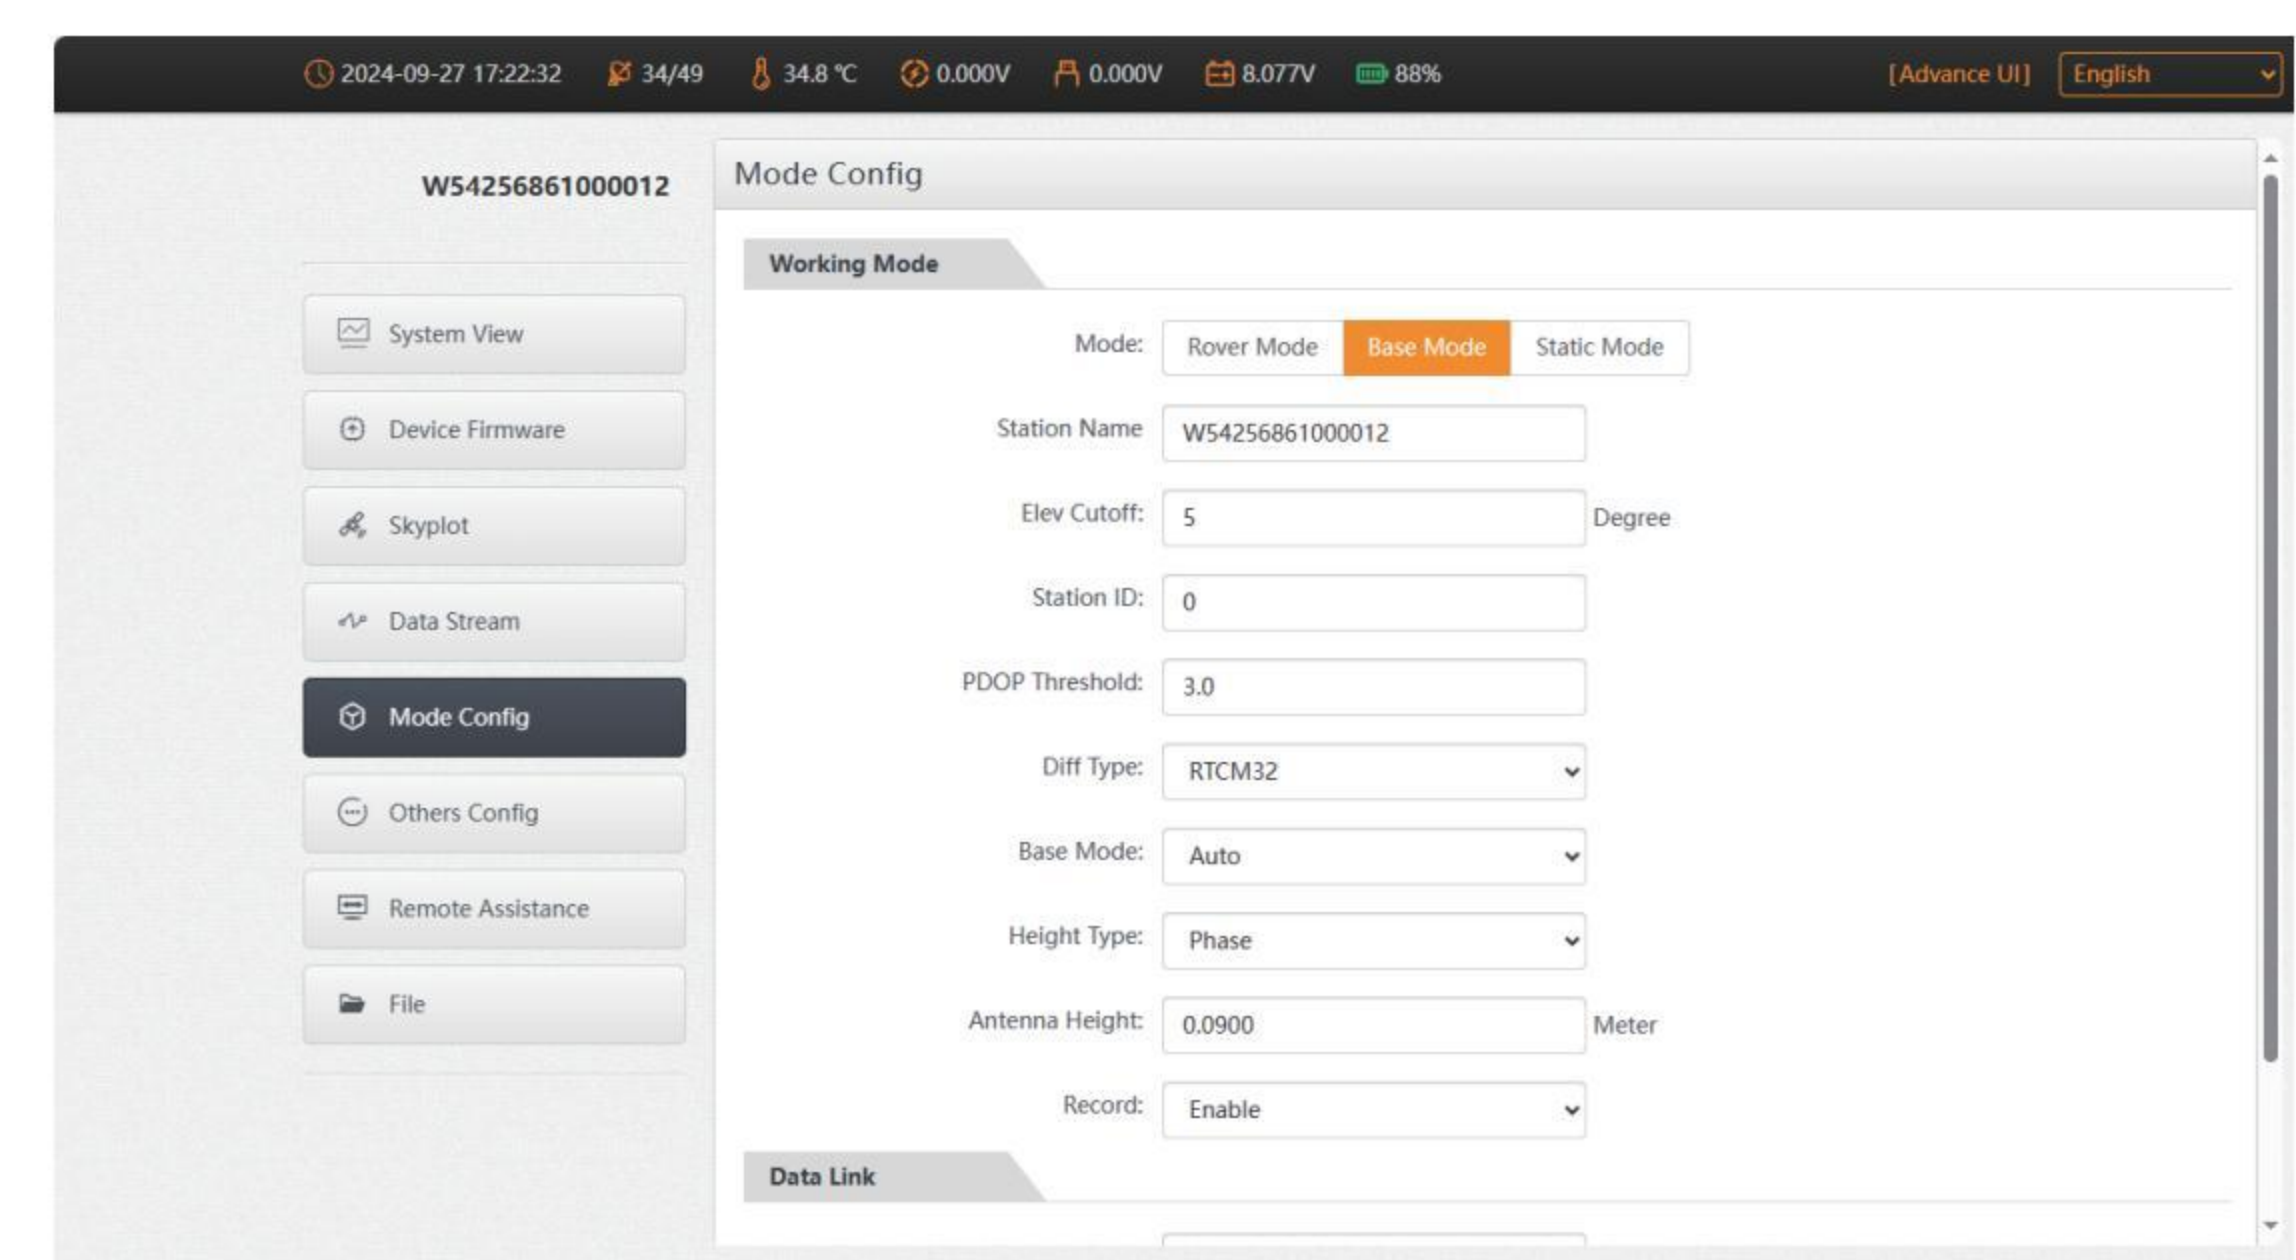 2024-09-27 17:22:32 34/49 34.8 ℃ 0.000V 0.000V 8.077V 88% [Advance UI] English
W54256861000012
System View
Device Firmware
Skyplot
Data Stream
Mode Config
Others Config
Remote Assistance
File
Mode Config
Working Mode
Mode: Rover Mode Base Mode Static Mode
Station Name W54256861000012
Elev Cutoff: 5 Degree
Station ID: 0
PDOP Threshold: 3.0
Diff Type: RTCM32
Base Mode: Auto
Height Type: Phase
Antenna Height: 0.0900 Meter
Record: Enable
Data Link